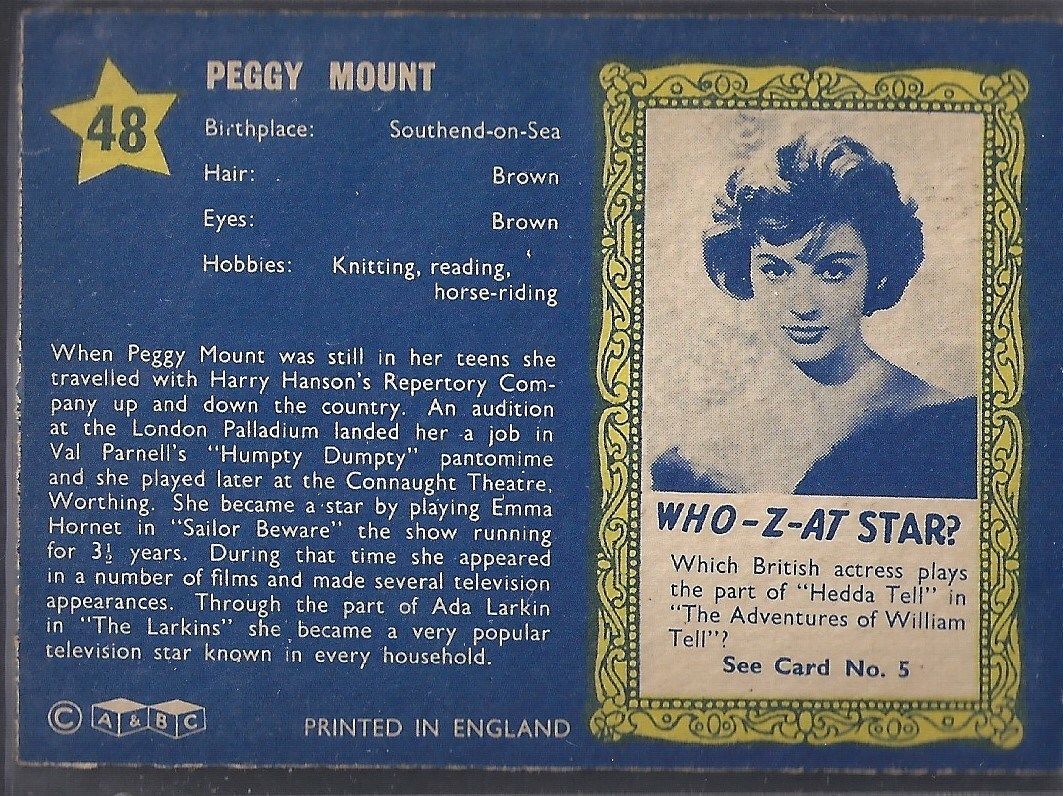 48
PEGGY MOUNT
Birthplace: Southend-on-Sea
Hair: Brown
Eyes: Brown
Hobbies: Knitting, reading,
horse-riding
When Peggy Mount was still in her teens she
travelled with Harry Hanson's Repertory Com-
pany up and down the country. An audition
at the London Palladium landed her a job in
Val Parnell's "Humpty Dumpty" pantomime
and she played later at the Connaught Theatre,
Worthing. She became a star by playing Emma
Hornet in "Sailor Beware" the show running
for 3½ years. During that time she appeared
in a number of films and made several television
appearances. Through the part of Ada Larkin
in "The Larkins" she became a very popular
television star known in every household.
© A & B C
PRINTED IN ENGLAND
WHO-Z-AT STAR?
Which British actress plays
the part of "Hedda Tell" in
"The Adventures of William
Tell"?
See Card No. 5